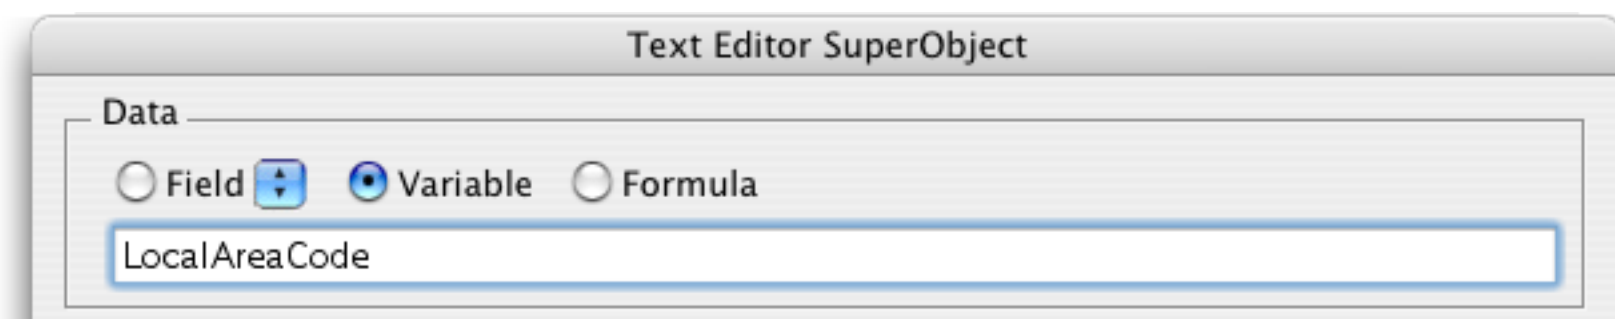 Text Editor SuperObject
Data
Field Variable Formula
LocalAreaCode